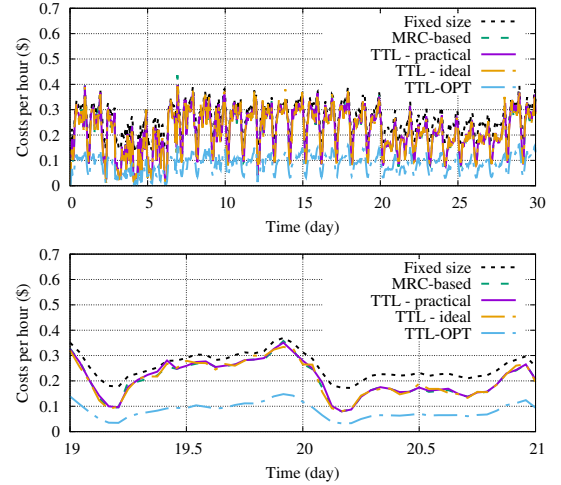 Costs per hour ($)
0.7
0.6
0.5
0.4
0.3
0.2
0.1
0
Fixed size
MRC-based
TTL - practical
TTL - ideal
TTL-OPT
0 5 10 15 20 25 30
Time (day)
Costs per hour ($)
0.7
0.6
0.5
0.4
0.3
0.2
0.1
0
Fixed size
MRC-based
TTL - practical
TTL - ideal
TTL-OPT
19 19.5 20 20.5 21
Time (day)